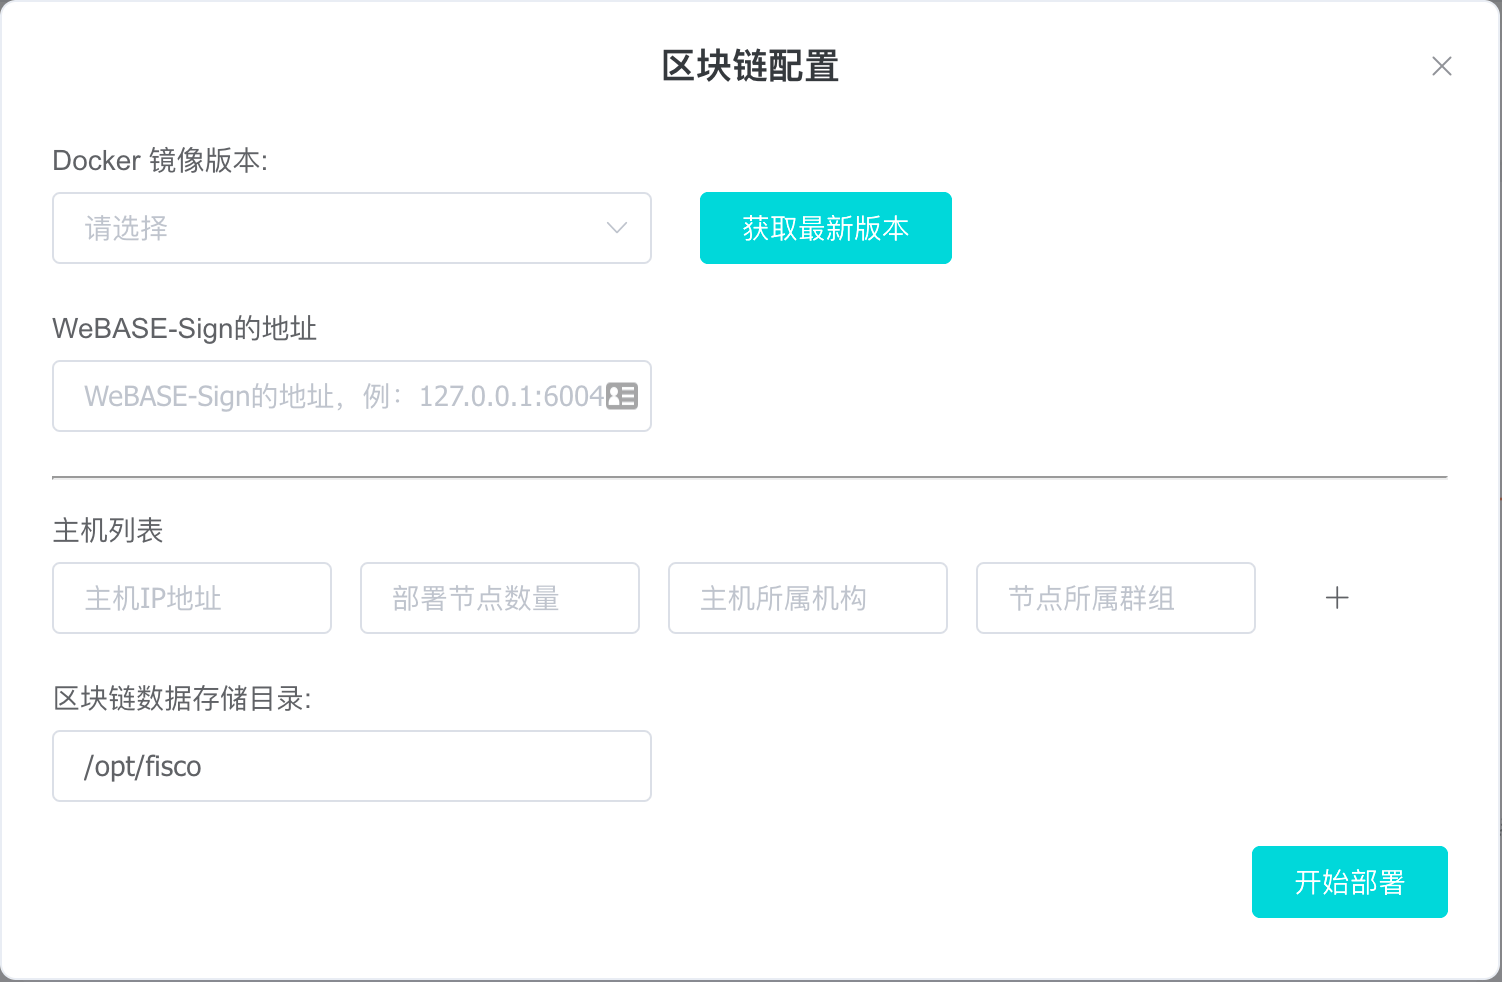 区块链配置
Docker 镜像版本:
请选择
获取最新版本
WeBASE-Sign的地址
WeBASE-Sign的地址，例：127.0.0.1:6004
主机列表
主机IP地址 部署节点数量 主机所属机构 节点所属群组
区块链数据存储目录:
/opt/fisco
开始部署